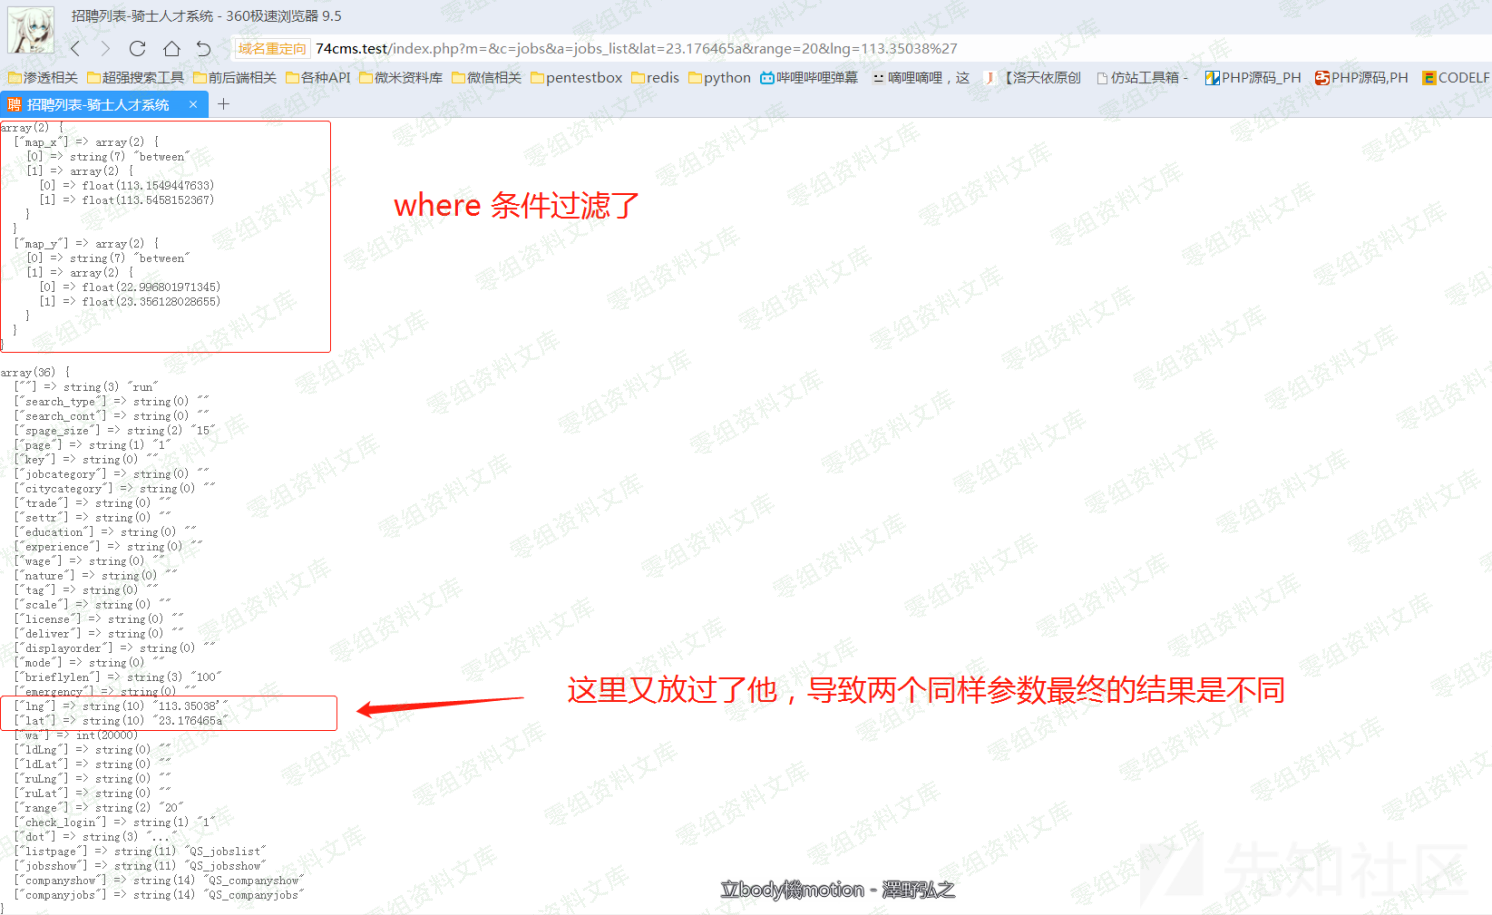 招聘列表-骑士人才系统 - 360极速浏览器 9.5
域名重定向 74cms.test/index.php?m=&c=jobs&a=jobs_list&lat=23.176465a&range=20&lng=113.35038%27
渗透相关 超强搜索工具 前后端相关 各种API 微米资料库 微信相关 pentestbox redis python 哔哩哔哩弹幕 嘀哩嘀哩，这 【洛天依原创 仿站工具箱 - PHP源码_PH PHP源码,PH CODELF
聘 招聘列表-骑士人才系统 × +
array(2) {
["map_x"] => array(2) {
[0] => string(7) "between"
[1] => array(2) {
[0] => float(113.1549447633)
[1] => float(113.5458152367)
}
}
where 条件过滤了
["map_y"] => array(2) {
[0] => string(7) "between"
[1] => array(2) {
[0] => float(22.996801971345)
[1] => float(23.356128028655)
}
}
}
array(36) {
[""] => string(3) "run"
["search_type"] => string(0) ""
["search_cont"] => string(0) ""
["spage_size"] => string(2) "15"
["page"] => string(1) "1"
["key"] => string(0) ""
["jobcategory"] => string(0) ""
["citycategory"] => string(0) ""
["trade"] => string(0) ""
["settr"] => string(0) ""
["education"] => string(0) ""
["experience"] => string(0) ""
["wage"] => string(0) ""
["nature"] => string(0) ""
["tag"] => string(0) ""
["scale"] => string(0) ""
["license"] => string(0) ""
["deliver"] => string(0) ""
["displayorder"] => string(0) ""
["mode"] => string(0) ""
["brieflylen"] => string(3) "100"
["emergency"] => string(0) ""
["lng"] => string(10) "113.35038'"
["lat"] => string(10) "23.176465a"
这里又放过了他，导致两个同样参数最终的结果是不同
["wa"] => int(20000)
["ldLng"] => string(0) ""
["ldLat"] => string(0) ""
["ruLng"] => string(0) ""
["ruLat"] => string(0) ""
["range"] => string(2) "20"
["check_login"] => string(1) "1"
["dot"] => string(3) "..."
["listpage"] => string(11) "QS_jobslist"
["jobsshow"] => string(11) "QS_jobsshow"
["companyshow"] => string(14) "QS_companyshow"
["companyjobs"] => string(14) "QS_companyjobs"
}
立body機motion - 澤野弘之
先知社区
零组资料文库